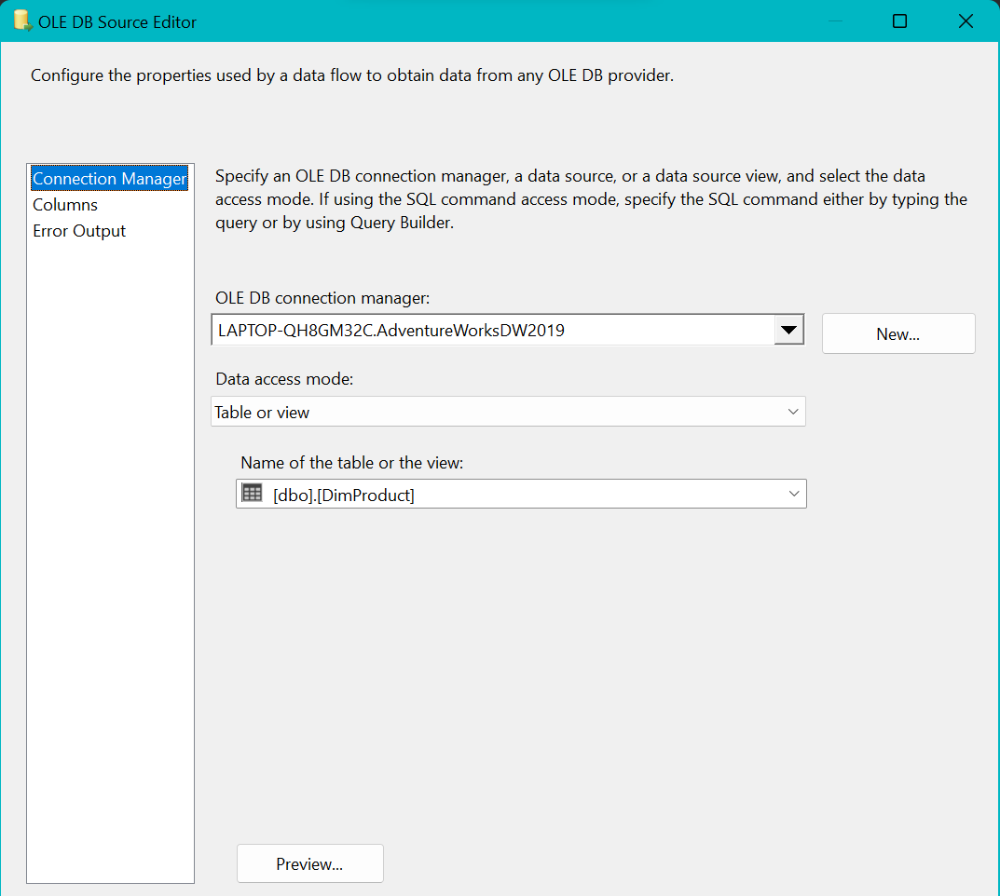 OLE DB Source Editor
Configure the properties used by a data flow to obtain data from any OLE DB provider.
Connection Manager
Columns
Error Output
Specify an OLE DB connection manager, a data source, or a data source view, and select the data
access mode. If using the SQL command access mode, specify the SQL command either by typing the
query or by using Query Builder.
OLE DB connection manager:
LAPTOP-QH8GM32C.AdventureWorksDW2019
New...
Data access mode:
Table or view
Name of the table or the view:
[dbo].[DimProduct]
Preview...